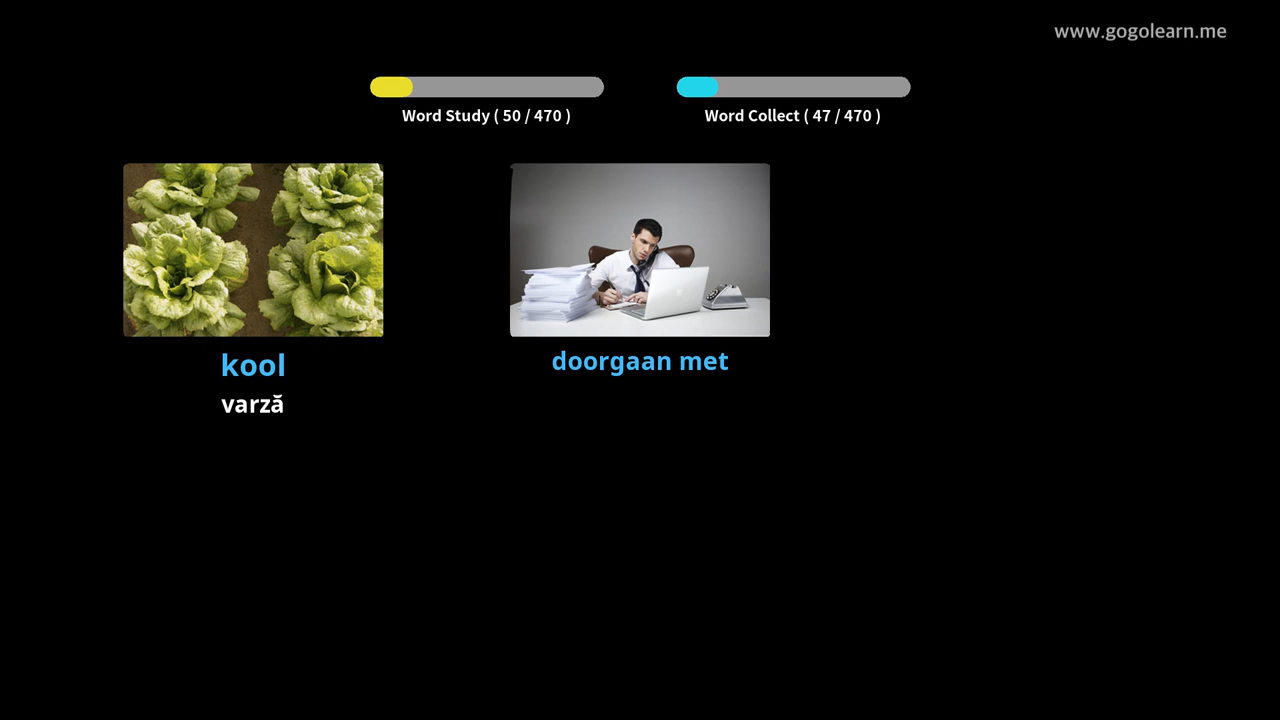 www.gogolearn.me
Word Study ( 50 / 470 )
Word Collect ( 47 / 470 )
kool
varză
doorgaan met